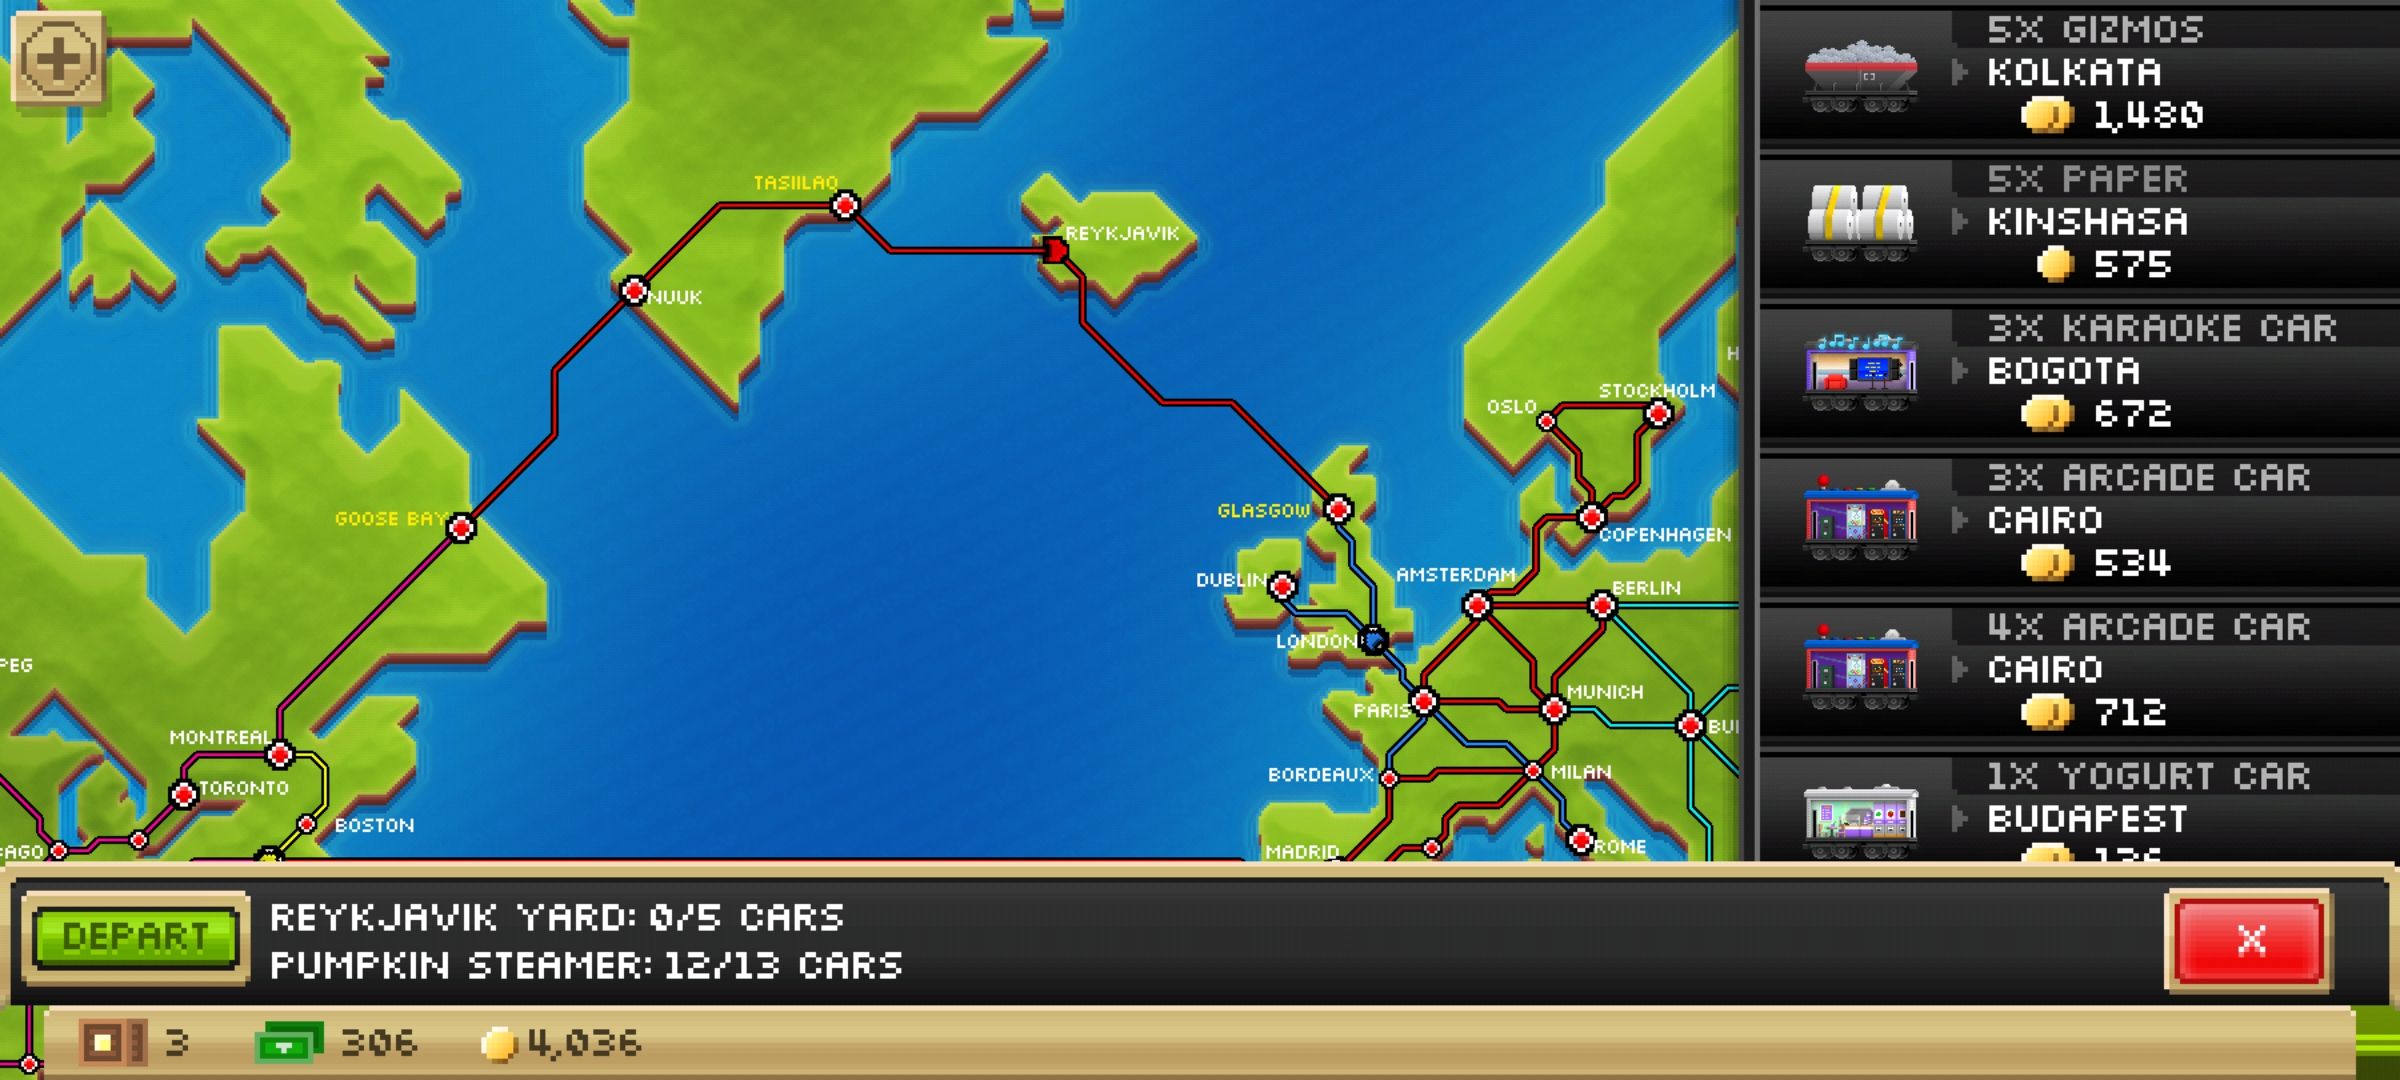 TASIILAQ
REYKJAVIK
NUUK
GOOSE BAY
STOCKHOLM
OSLO
GLASGOW
COPENHAGEN
DUBLIN
AMSTERDAM
BERLIN
LONDON
PEG
MUNICH
PARIS
BU
MONTREAL
TORONTO
BORDEAUX
MILAN
BOSTON
AGO
MADRID
ROME
H
5X GIZMOS
KOLKATA
1,480
5X PAPER
KINSHASA
575
3X KARAOKE CAR
BOGOTA
672
3X ARCADE CAR
CAIRO
534
4X ARCADE CAR
CAIRO
712
1X YOGURT CAR
BUDAPEST
DEPART
REYKJAVIK YARD: 0/5 CARS
PUMPKIN STEAMER: 12/13 CARS
X
3
306
4,036